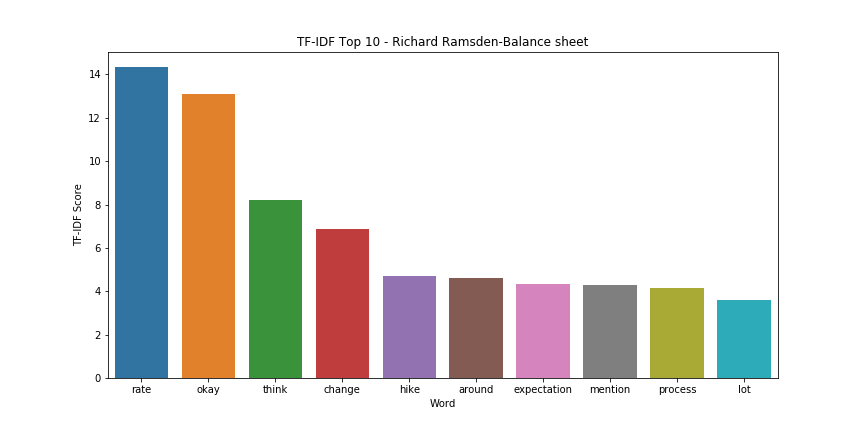 TF-IDF Top 10 - Richard Ramsden-Balance sheet
14
12
10
8
6
4
2
0
TF-IDF Score
rate okay think change hike around expectation mention process lot
Word